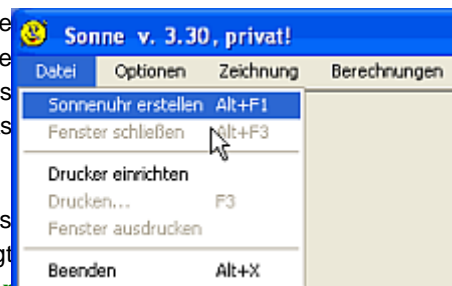 Sonne v. 3.30, privat!
Datei Optionen Zeichnung Berechnungen
Sonnenuhr erstellen Alt+F1
Fenster schließen Alt+F3
Drucker einrichten
Drucken... F3
Fenster ausdrucken
Beenden Alt+X